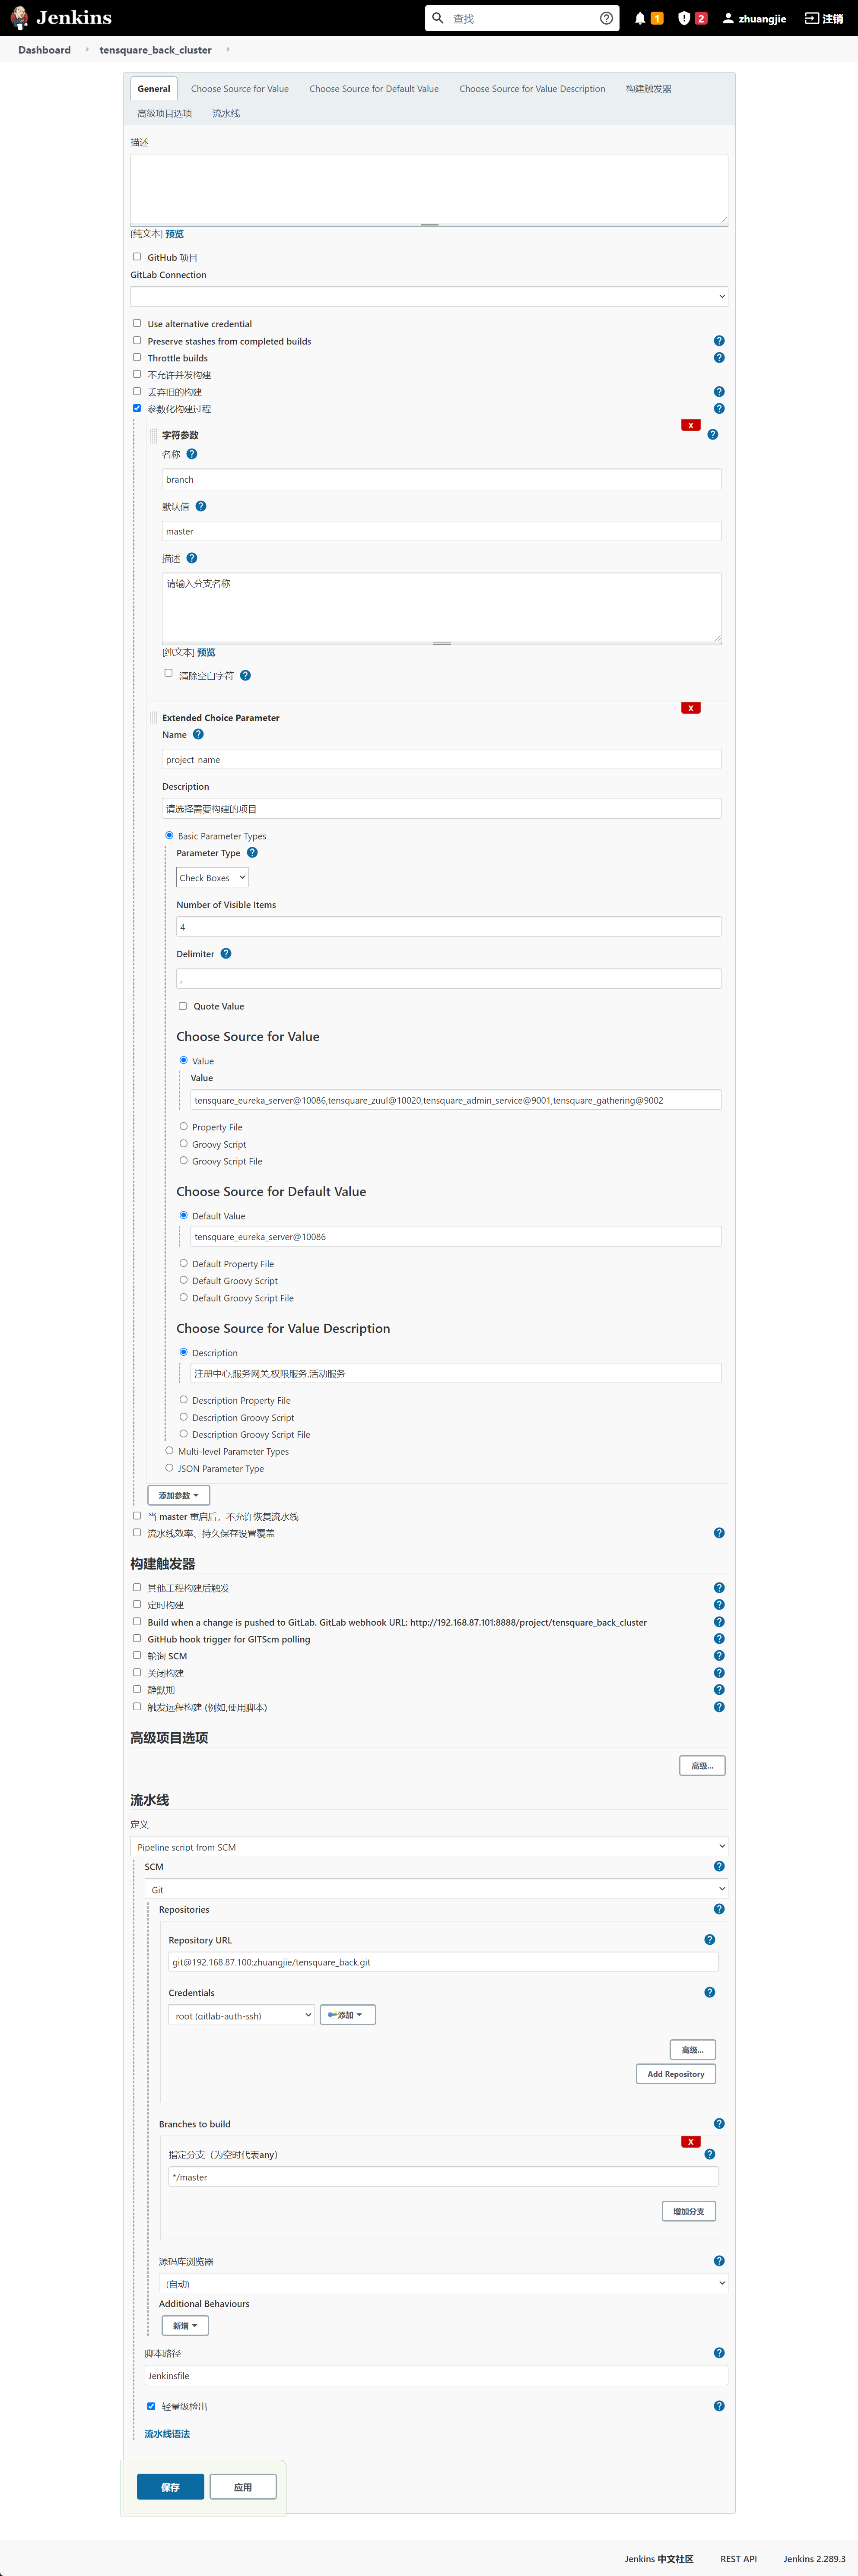 Jenkins
查找
1
2
zhuangjie
注销
Dashboard
tensquare_back_cluster
General
Choose Source for Value
Choose Source for Default Value
Choose Source for Value Description
构建触发器
高级项目选项
流水线
描述
[纯文本] 预览
GitHub 项目
GitLab Connection
Use alternative credential
Preserve stashes from completed builds
Throttle builds
不允许并发构建
丢弃旧的构建
参数化构建过程
X
字符参数
名称
branch
默认值
master
描述
请输入分支名称
[纯文本] 预览
清除空白字符
X
Extended Choice Parameter
Name
project_name
Description
请选择需要构建的项目
Basic Parameter Types
Parameter Type
Check Boxes
Number of Visible Items
4
Delimiter
,
Quote Value
Choose Source for Value
Value
Value
tensquare_eureka_server@10086,tensquare_zuul@10020,tensquare_admin_service@9001,tensquare_gathering@9002
Property File
Groovy Script
Groovy Script File
Choose Source for Default Value
Default Value
tensquare_eureka_server@10086
Default Property File
Default Groovy Script
Default Groovy Script File
Choose Source for Value Description
Description
注册中心,服务网关,权限服务,活动服务
Description Property File
Description Groovy Script
Description Groovy Script File
Multi-level Parameter Types
JSON Parameter Type
添加参数
当 master 重启后，不允许恢复流水线
流水线效率、持久保存设置覆盖
构建触发器
其他工程构建后触发
定时构建
Build when a change is pushed to GitLab. GitLab webhook URL: http://192.168.87.101:8888/project/tensquare_back_cluster
GitHub hook trigger for GITScm polling
轮询 SCM
关闭构建
静默期
触发远程构建 (例如,使用脚本)
高级项目选项
高级...
流水线
定义
Pipeline script from SCM
SCM
Git
Repositories
Repository URL
git@192.168.87.100:zhuangjie/tensquare_back.git
Credentials
root (gitlab-auth-ssh)
添加
高级...
Add Repository
Branches to build
X
指定分支（为空时代表any）
*/master
增加分支
源码库浏览器
(自动)
Additional Behaviours
新增
脚本路径
Jenkinsfile
轻量级检出
流水线语法
保存
应用
Jenkins 中文社区
REST API
Jenkins 2.289.3